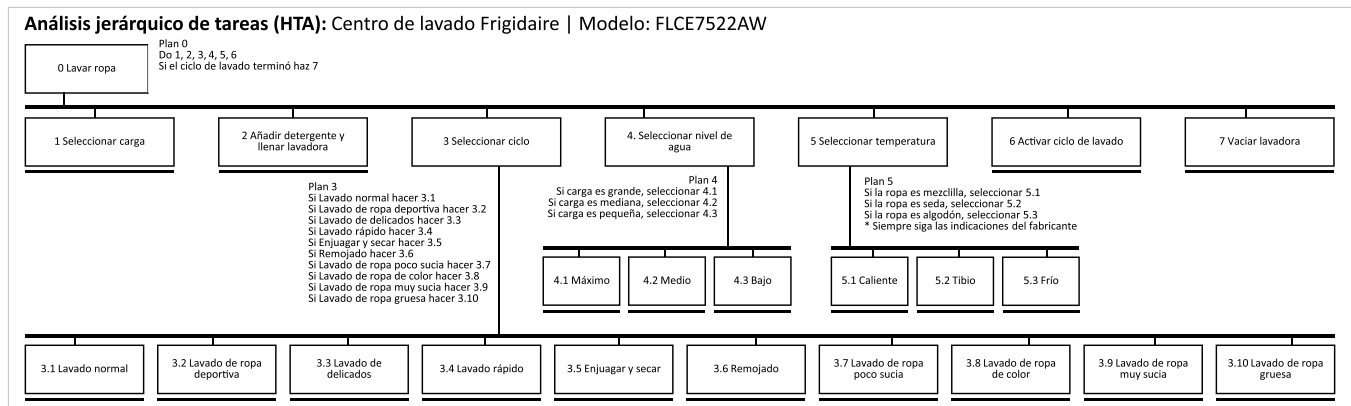 Análisis jerárquico de tareas (HTA): Centro de lavado Frigidaire | Modelo: FLCE7522AW
0 Lavar ropa
Plan 0
Do 1, 2, 3, 4, 5, 6
Si el ciclo de lavado terminó haz 7
1 Seleccionar carga
2 Añadir detergente y
llenar lavadora
3 Seleccionar ciclo
4. Seleccionar nivel de
agua
5 Seleccionar temperatura
6 Activar ciclo de lavado
7 Vaciar lavadora
Plan 3
Si Lavado normal hacer 3.1
Si Lavado de ropa deportiva hacer 3.2
Si Lavado de delicados hacer 3.3
Si Lavado rápido hacer 3.4
Si Enjuagar y secar hacer 3.5
Si Remojado hacer 3.6
Si Lavado de ropa poco sucia hacer 3.7
Si Lavado de ropa de color hacer 3.8
Si Lavado de ropa muy sucia hacer 3.9
Si Lavado de ropa gruesa hacer 3.10
Plan 4
Si carga es grande, seleccionar 4.1
Si carga es mediana, seleccionar 4.2
Si carga es pequeña, seleccionar 4.3
Plan 5
Si la ropa es mezclilla, seleccionar 5.1
Si la ropa es seda, seleccionar 5.2
Si la ropa es algodón, seleccionar 5.3
* Siempre siga las indicaciones del fabricante
4.1 Máximo
4.2 Medio
4.3 Bajo
5.1 Caliente
5.2 Tibio
5.3 Frío
3.1 Lavado normal
3.2 Lavado de ropa
deportiva
3.3 Lavado de
delicados
3.4 Lavado rápido
3.5 Enjuagar y secar
3.6 Remojado
3.7 Lavado de ropa
poco sucia
3.8 Lavado de ropa
de color
3.9 Lavado de ropa
muy sucia
3.10 Lavado de ropa
gruesa